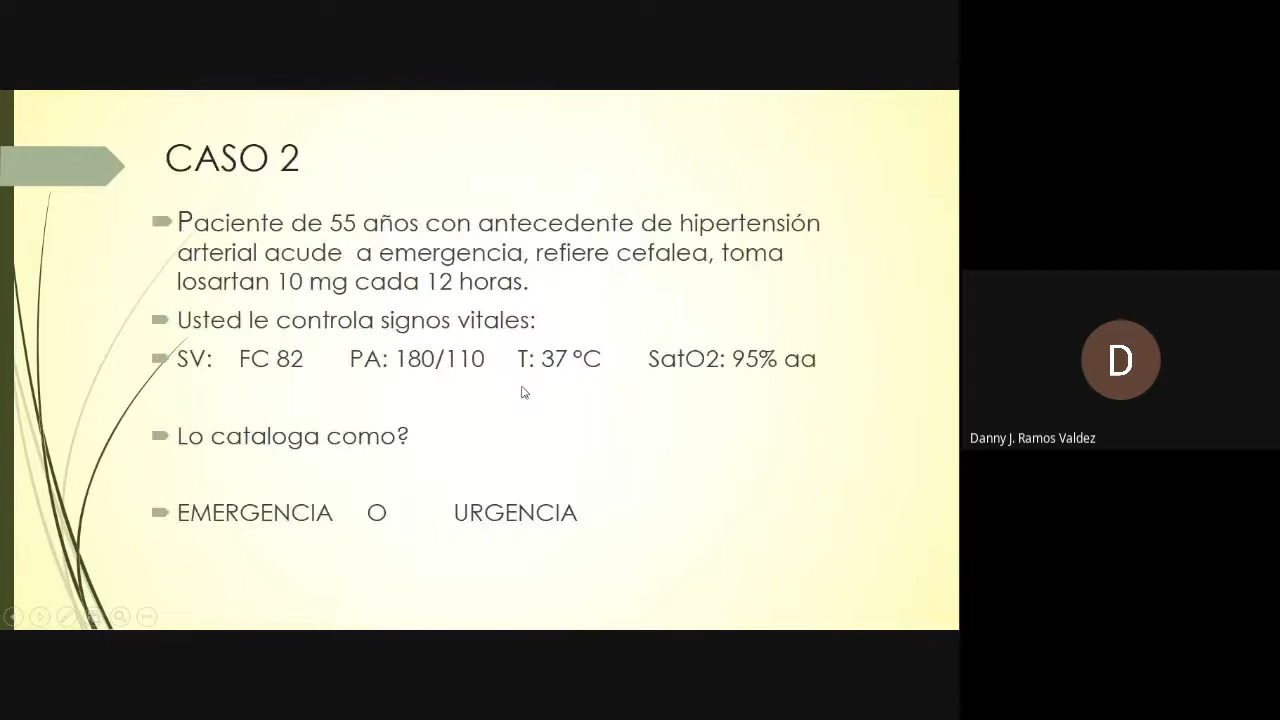 CASO 2
Paciente de 55 años con antecedente de hipertensión
arterial acude a emergencia, refiere cefalea, toma
losartan 10 mg cada 12 horas.
Usted le controla signos vitales:
SV: FC 82 PA: 180/110 T: 37 ºC SatO2: 95% aa
Lo cataloga como?
EMERGENCIA O URGENCIA
D
Danny J. Ramos Valdez